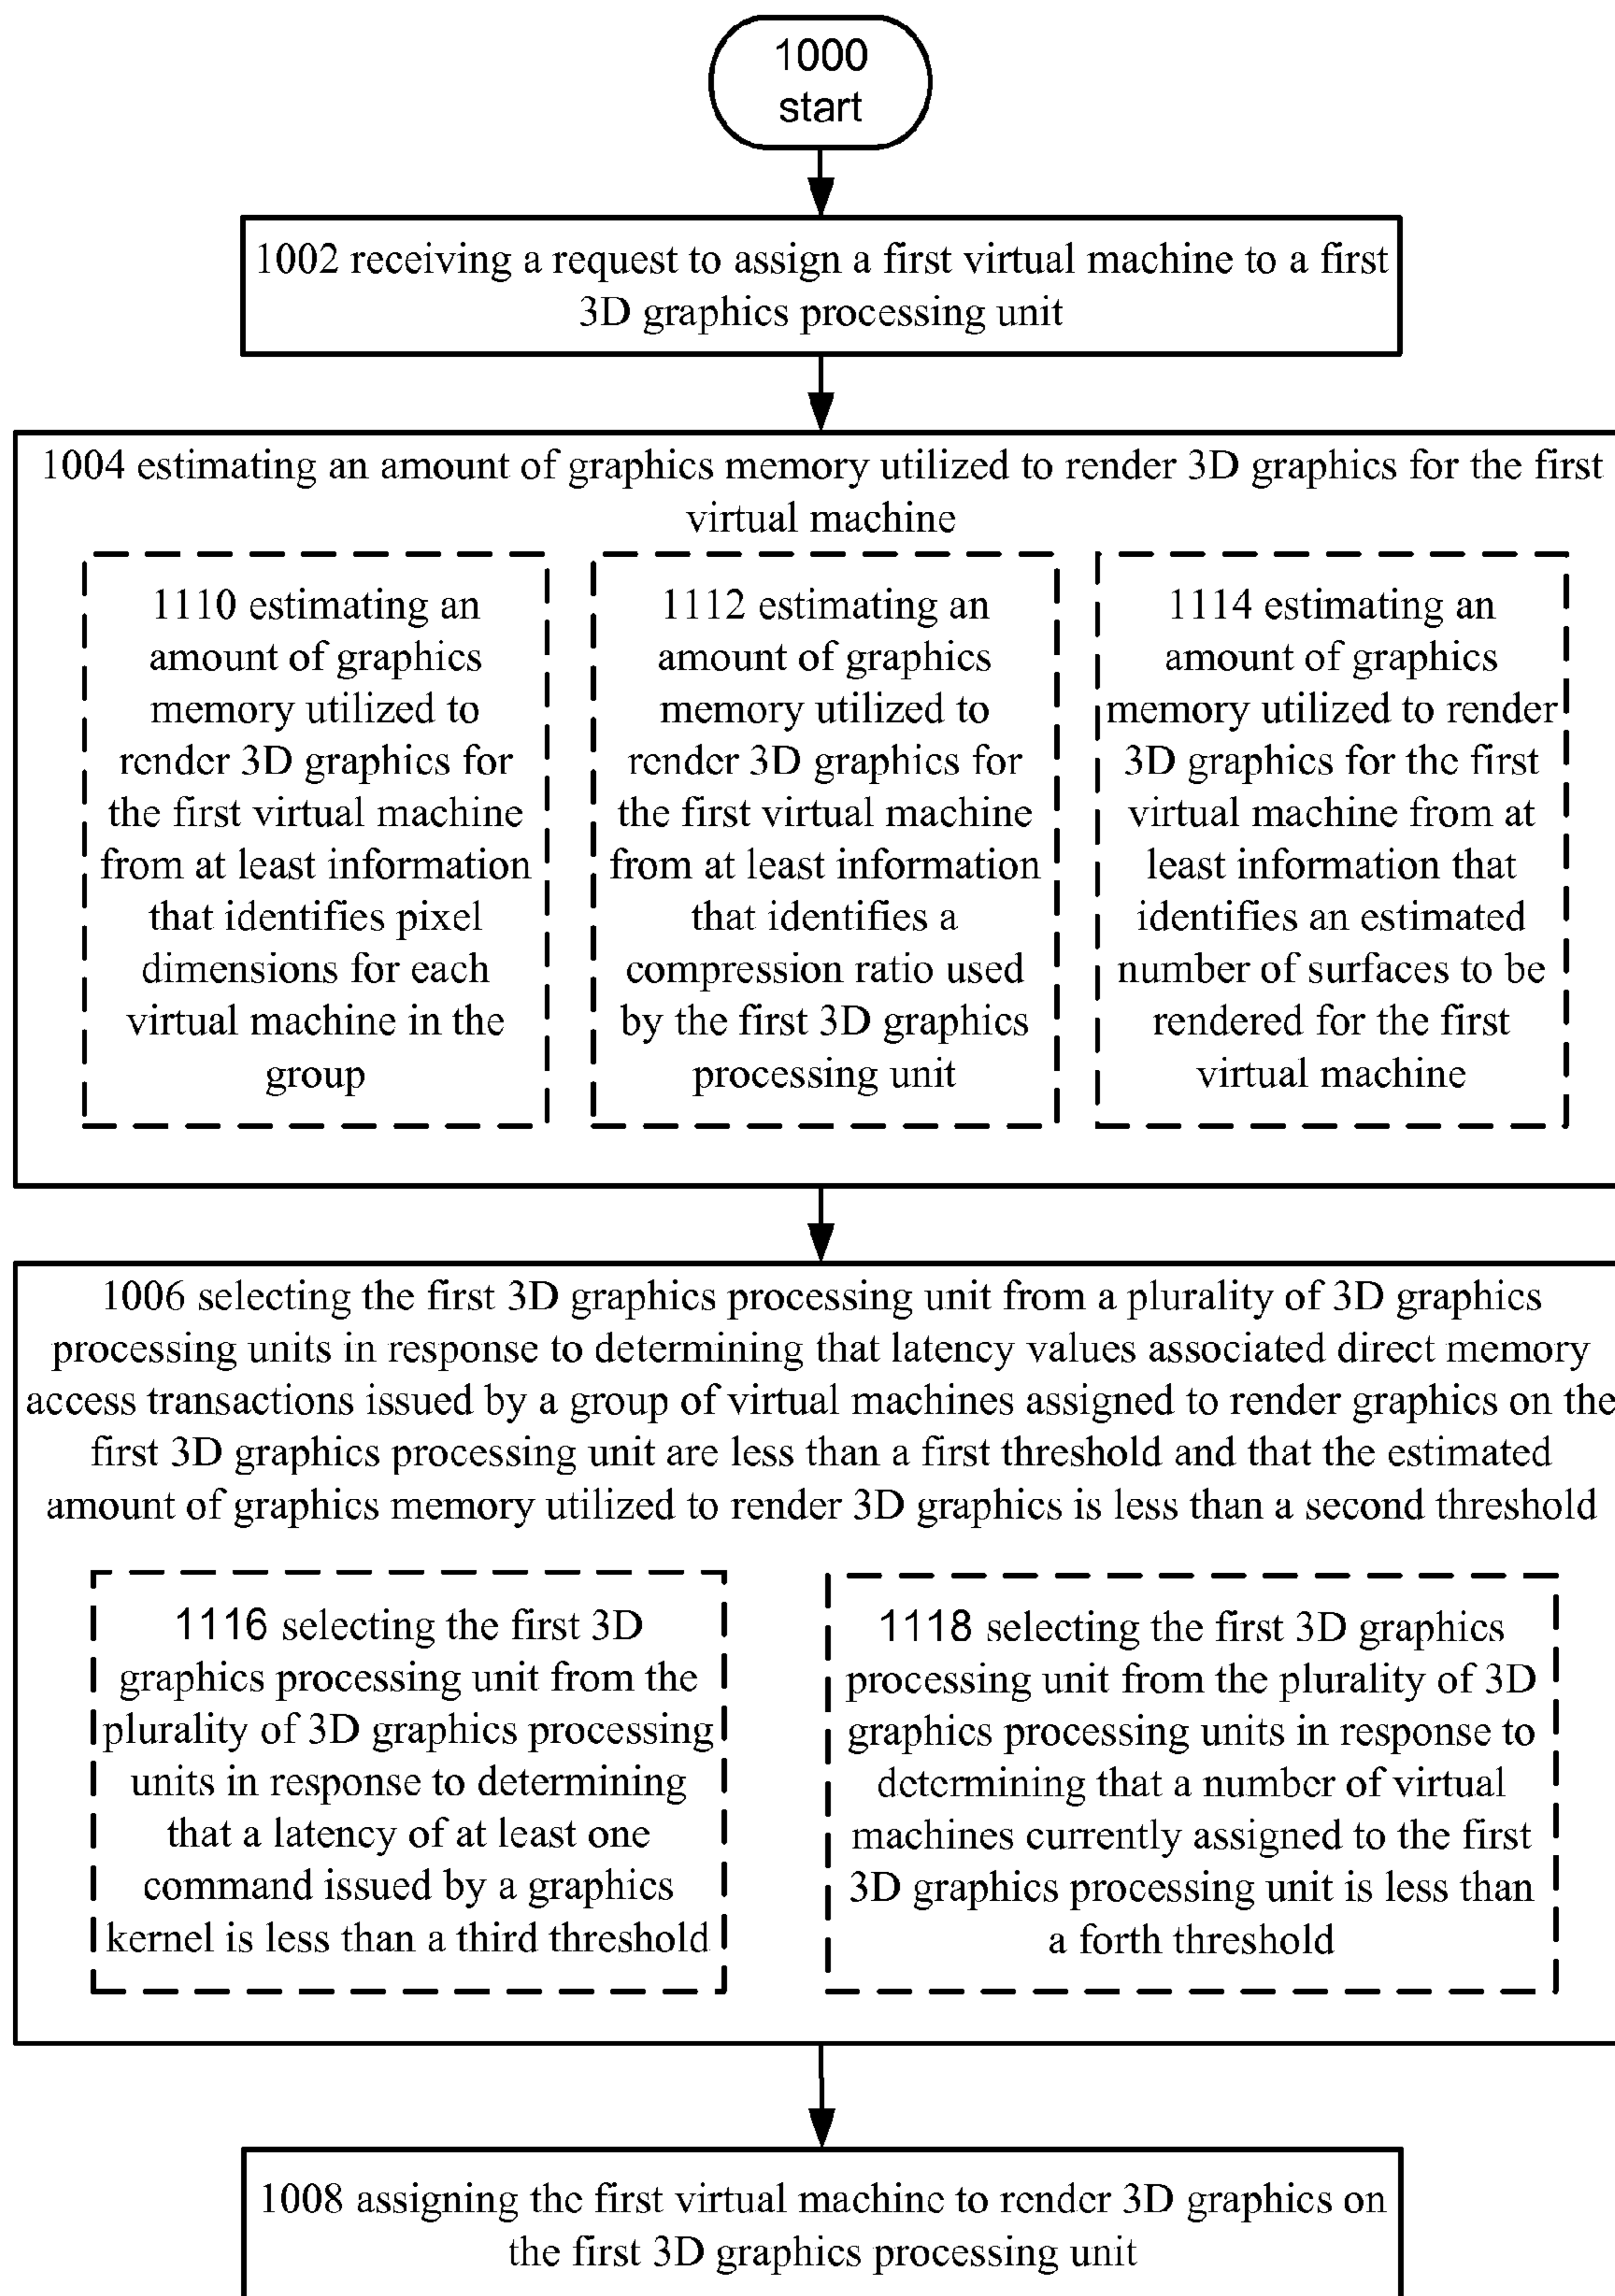 1000
start
1002 receiving a request to assign a first virtual machine to a first
3D graphics processing unit
1004 estimating an amount of graphics memory utilized to render 3D graphics for the first
virtual machine
1110 estimating an
amount of graphics
memory utilized to
render 3D graphics for
the first virtual machine
from at least information
that identifies pixel
dimensions for each
virtual machine in the
group
1112 estimating an
amount of graphics
memory utilized to
render 3D graphics for
the first virtual machine
from at least information
that identifies a
compression ratio used
by the first 3D graphics
processing unit
1114 estimating an
amount of graphics
memory utilized to render
3D graphics for the first
virtual machine from at
least information that
identifies an estimated
number of surfaces to be
rendered for the first
virtual machine
1006 selecting the first 3D graphics processing unit from a plurality of 3D graphics
processing units in response to determining that latency values associated direct memory
access transactions issued by a group of virtual machines assigned to render graphics on the
first 3D graphics processing unit are less than a first threshold and that the estimated
amount of graphics memory utilized to render 3D graphics is less than a second threshold
1116 selecting the first 3D
graphics processing unit from the
plurality of 3D graphics processing
units in response to determining
that a latency of at least one
command issued by a graphics
kernel is less than a third threshold
1118 selecting the first 3D graphics
processing unit from the plurality of 3D
graphics processing units in response to
determining that a number of virtual
machines currently assigned to the first
3D graphics processing unit is less than
a forth threshold
1008 assigning the first virtual machine to render 3D graphics on
the first 3D graphics processing unit